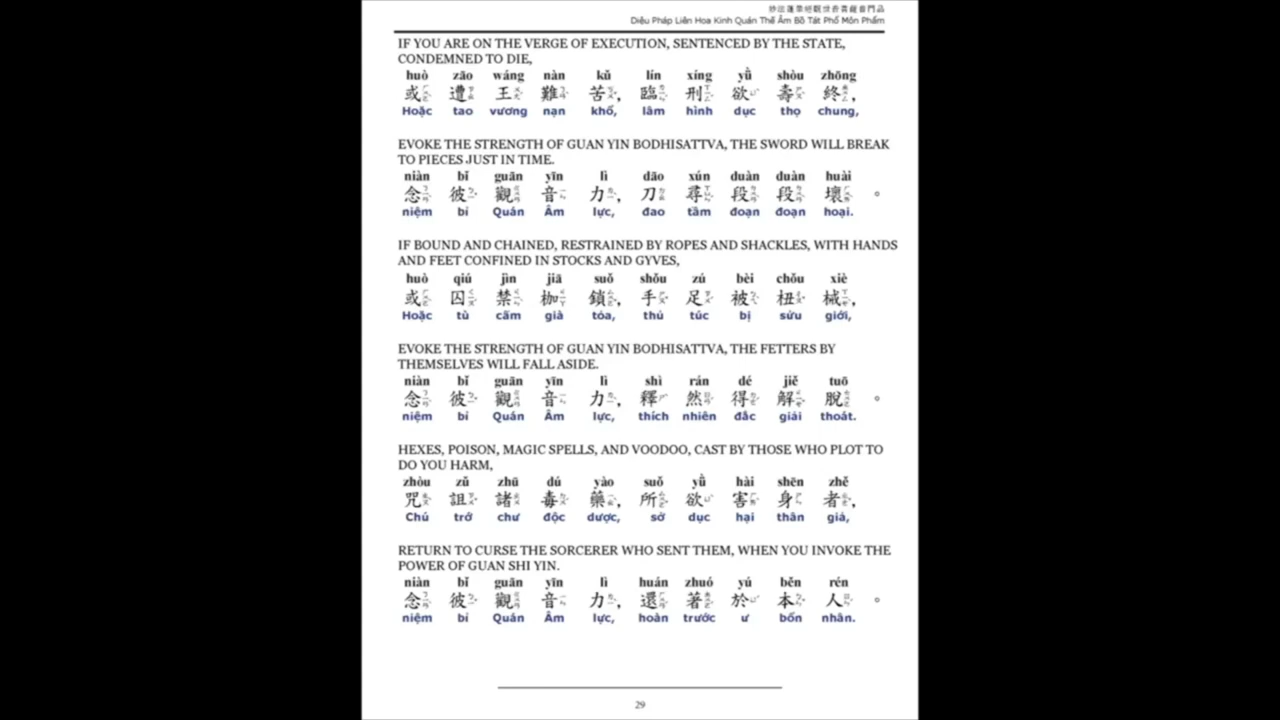 妙法蓮華經觀世音菩薩普門品
Diệu Pháp Liên Hoa Kinh Quán Thế Âm Bồ Tát Phổ Môn Phẩm
IF YOU ARE ON THE VERGE OF EXECUTION, SENTENCED BY THE STATE,
CONDEMNED TO DIE,
huò zāo wáng nàn kǔ lín xíng yǜ shòu zhōng
或 遭 王 難 苦, 臨 刑 欲 壽 終,
Hoặc tao vương nạn khổ, lâm hình dục thọ chung,
EVOKE THE STRENGTH OF GUAN YIN BODHISATTVA, THE SWORD WILL BREAK
TO PIECES JUST IN TIME.
niàn bǐ guān yīn lì dāo xún duàn duàn huài
念 彼 觀 音 力, 刀 尋 段 段 壞 。
niệm bỉ Quán Âm lực, đao tầm đoạn đoạn hoại.
IF BOUND AND CHAINED, RESTRAINED BY ROPES AND SHACKLES, WITH HANDS
AND FEET CONFINED IN STOCKS AND GYVES,
huò qiú jìn jiā suǒ shǒu zú bèi chǒu xiè
或 囚 禁 枷 鎖, 手 足 被 杻 械,
Hoặc tù cấm già tỏa, thủ túc bị sửu giới,
EVOKE THE STRENGTH OF GUAN YIN BODHISATTVA, THE FETTERS BY
THEMSELVES WILL FALL ASIDE.
niàn bǐ guān yīn lì shì rán dé jiě tuō
念 彼 觀 音 力, 釋 然 得 解 脫 。
niệm bỉ Quán Âm lực, thích nhiên đắc giải thoát.
HEXES, POISON, MAGIC SPELLS, AND VOODOO, CAST BY THOSE WHO PLOT TO
DO YOU HARM,
zhòu zǔ zhū dú yào suǒ yǜ hài shēn zhě
咒 詛 諸 毒 藥, 所 欲 害 身 者,
Chú trớ chư độc dược, sở dục hại thân giả,
RETURN TO CURSE THE SORCERER WHO SENT THEM, WHEN YOU INVOKE THE
POWER OF GUAN SHI YIN.
niàn bǐ guān yīn lì huán zhuó yú běn rén
念 彼 觀 音 力, 還 著 於 本 人 。
niệm bỉ Quán Âm lực, hoàn trước ư bổn nhân.
29